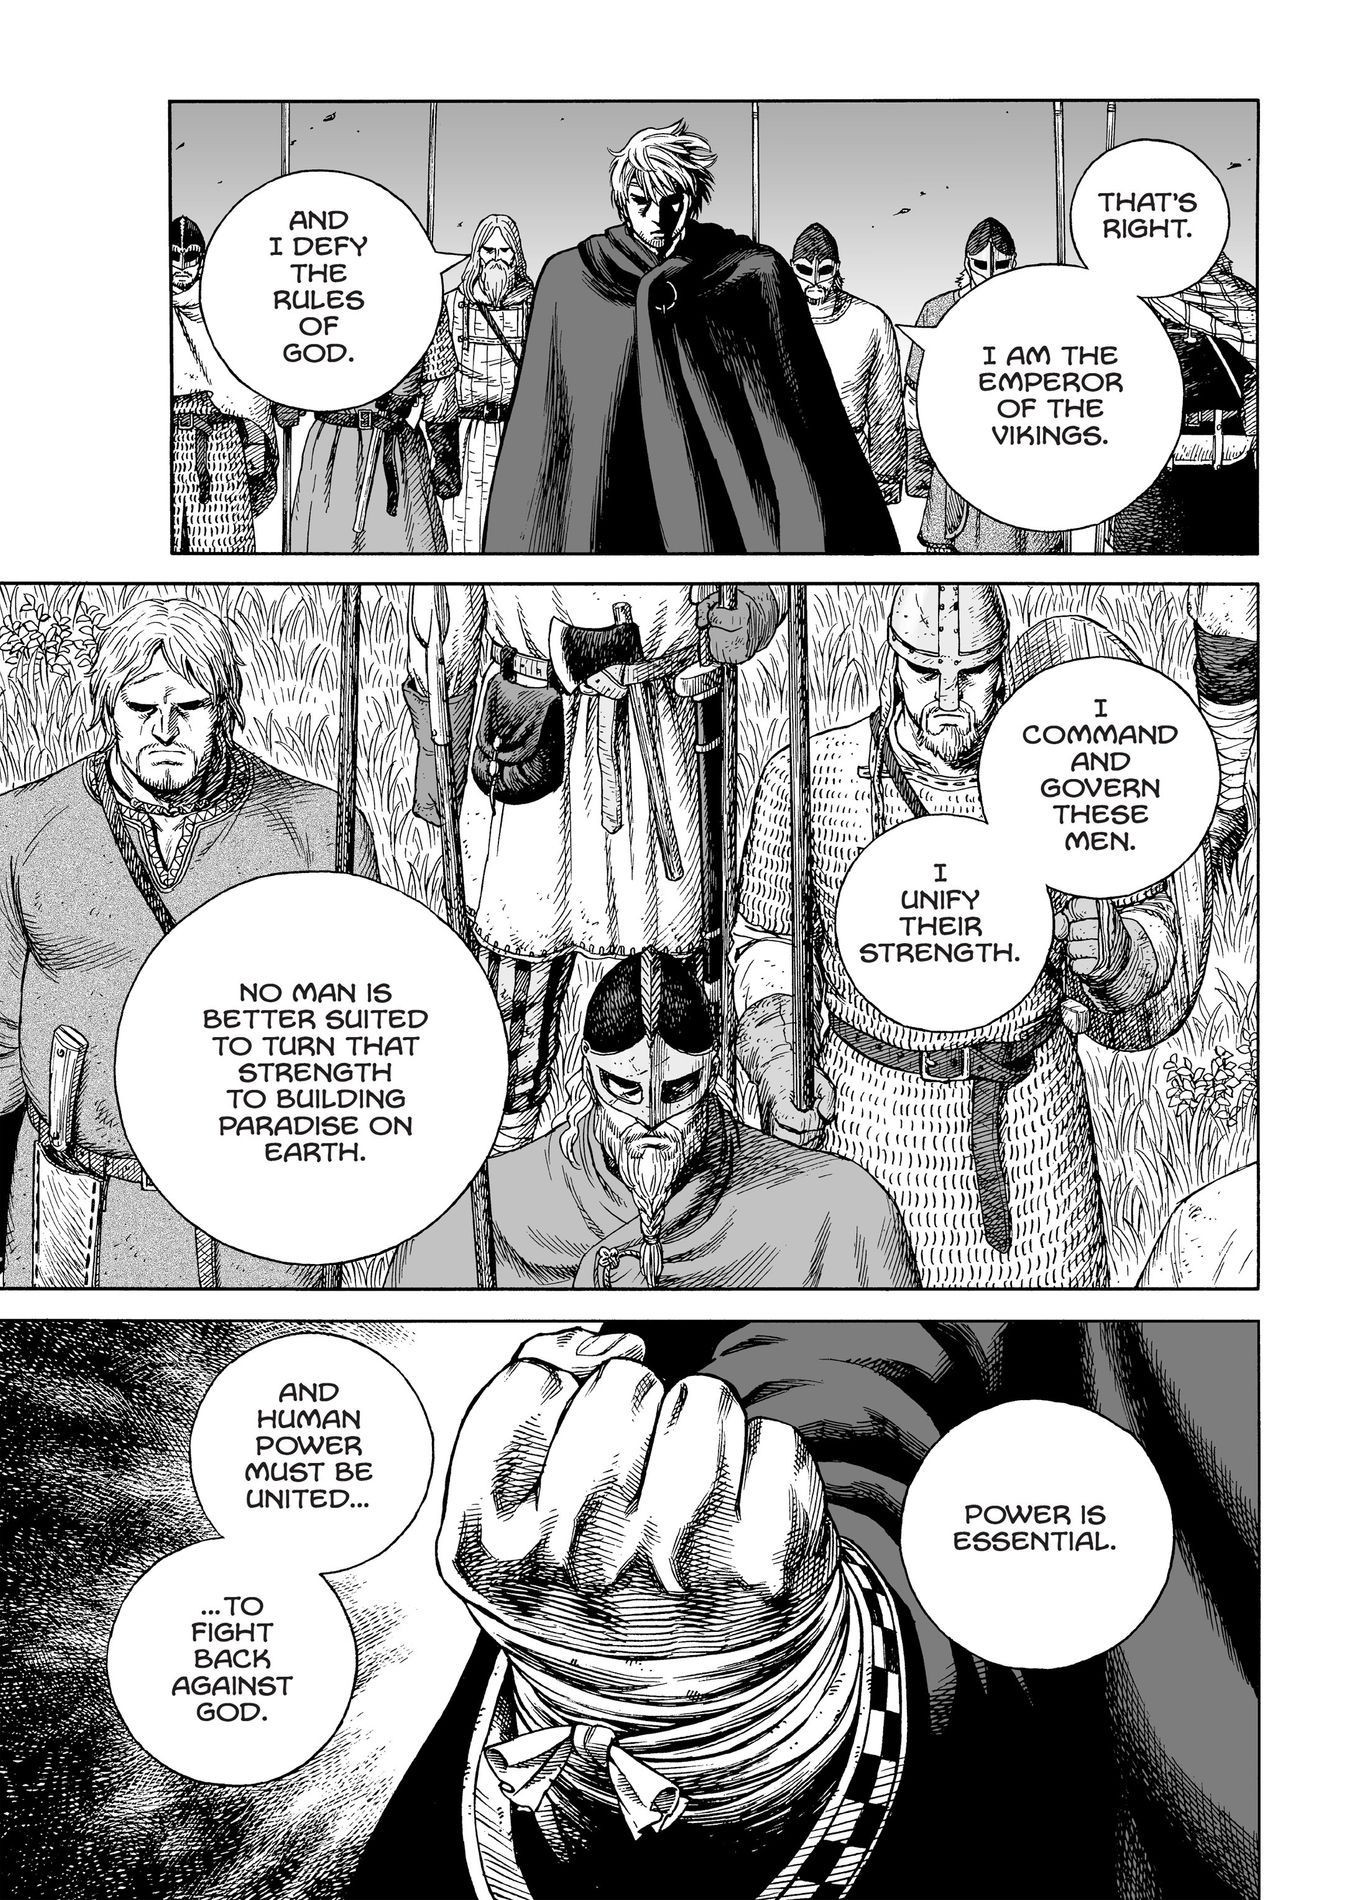 THAT'S
RIGHT.
I AM THE
EMPEROR
OF THE
VIKINGS.
AND
I DEFY
THE
RULES
OF
GOD.
I
COMMAND
AND
GOVERN
THESE
MEN.
I
UNIFY
THEIR
STRENGTH.
NO MAN IS
BETTER SUITED
TO TURN THAT
STRENGTH
TO BUILDING
PARADISE ON
EARTH.
POWER IS
ESSENTIAL.
AND
HUMAN
POWER
MUST BE
UNITED...
...TO
FIGHT
BACK
AGAINST
GOD.